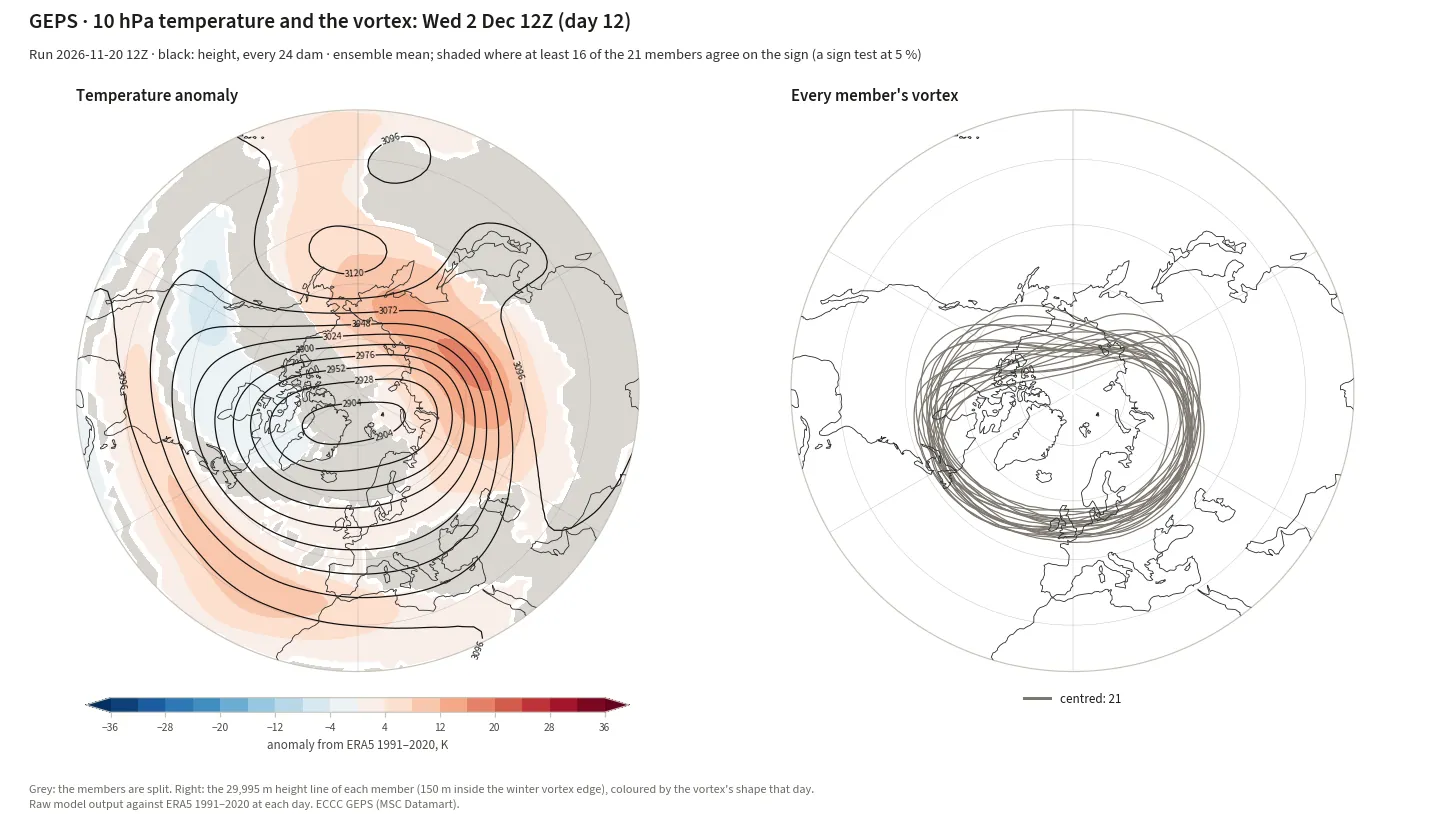 GEPS · 10 hPa temperature and the vortex: Wed 2 Dec 12Z (day 12)
Run 2026-11-20 12Z · black: height, every 24 dam · ensemble mean; shaded where at least 16 of the 21 members agree on the sign (a sign test at 5 %)
Temperature anomaly
Every member's vortex
3096
3120
3072
3048
3024
3000
2976
2952
2928
2904
2904
3096
3096
3096
centred: 21
−36 −28 −20 −12 −4 4 12 20 28 36
anomaly from ERA5 1991–2020, K
Grey: the members are split. Right: the 29,995 m height line of each member (150 m inside the winter vortex edge), coloured by the vortex's shape that day.
Raw model output against ERA5 1991–2020 at each day. ECCC GEPS (MSC Datamart).